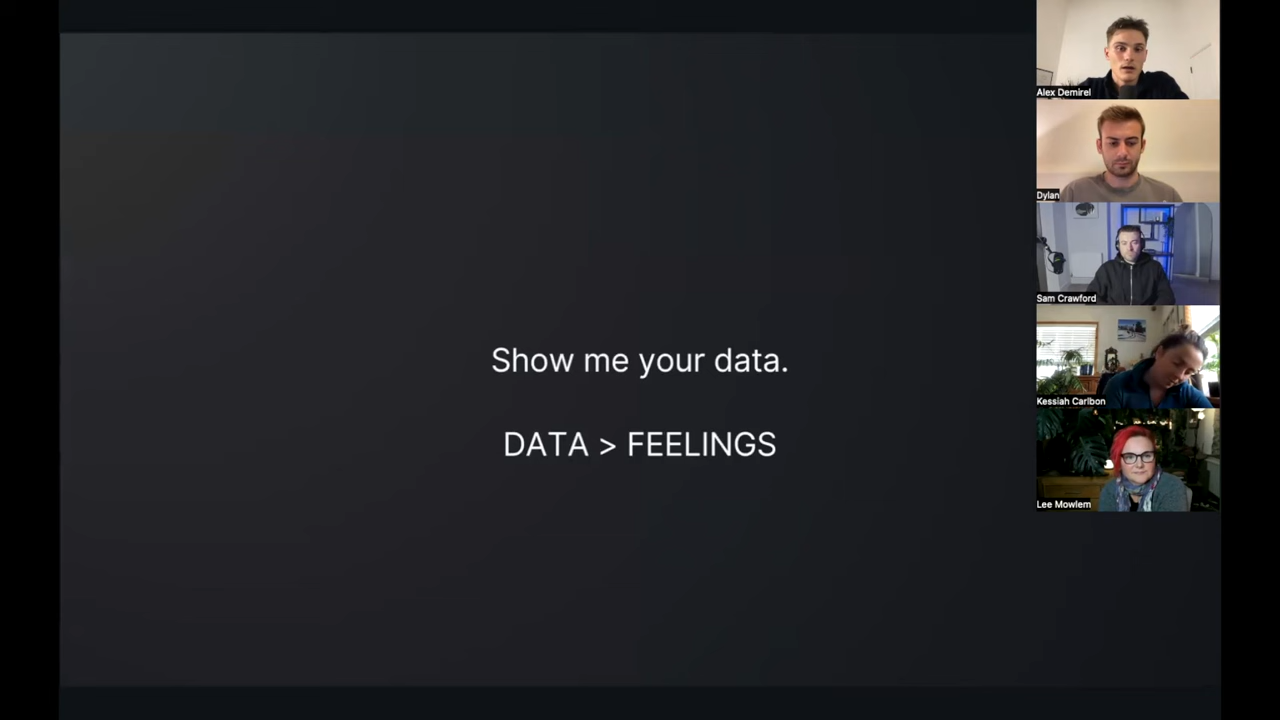 Show me your data.
DATA > FEELINGS
Alex Demirel
Dylan
Sam Crawford
Kessiah Carlbon
Lee Mowlem